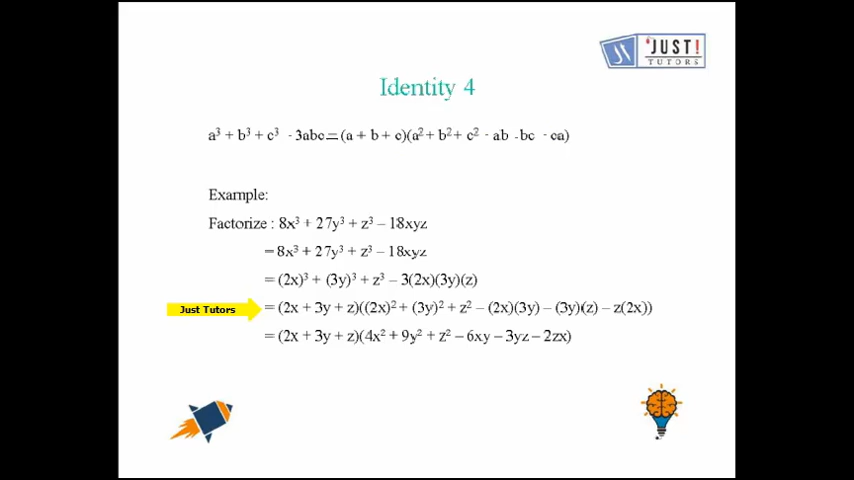 JUST!
TUTORS
Identity 4
a³ + b³ + c³ - 3abc = (a + b + c)(a² + b² + c² - ab - bc - ca)
Example:
Factorize : 8x³ + 27y³ + z³ – 18xyz
= 8x³ + 27y³ + z³ – 18xyz
= (2x)³ + (3y)³ + z³ – 3(2x)(3y)(z)
Just Tutors
= (2x + 3y + z)((2x)² + (3y)² + z² – (2x)(3y) – (3y)(z) – z(2x))
= (2x + 3y + z)(4x² + 9y² + z² – 6xy – 3yz – 2zx)